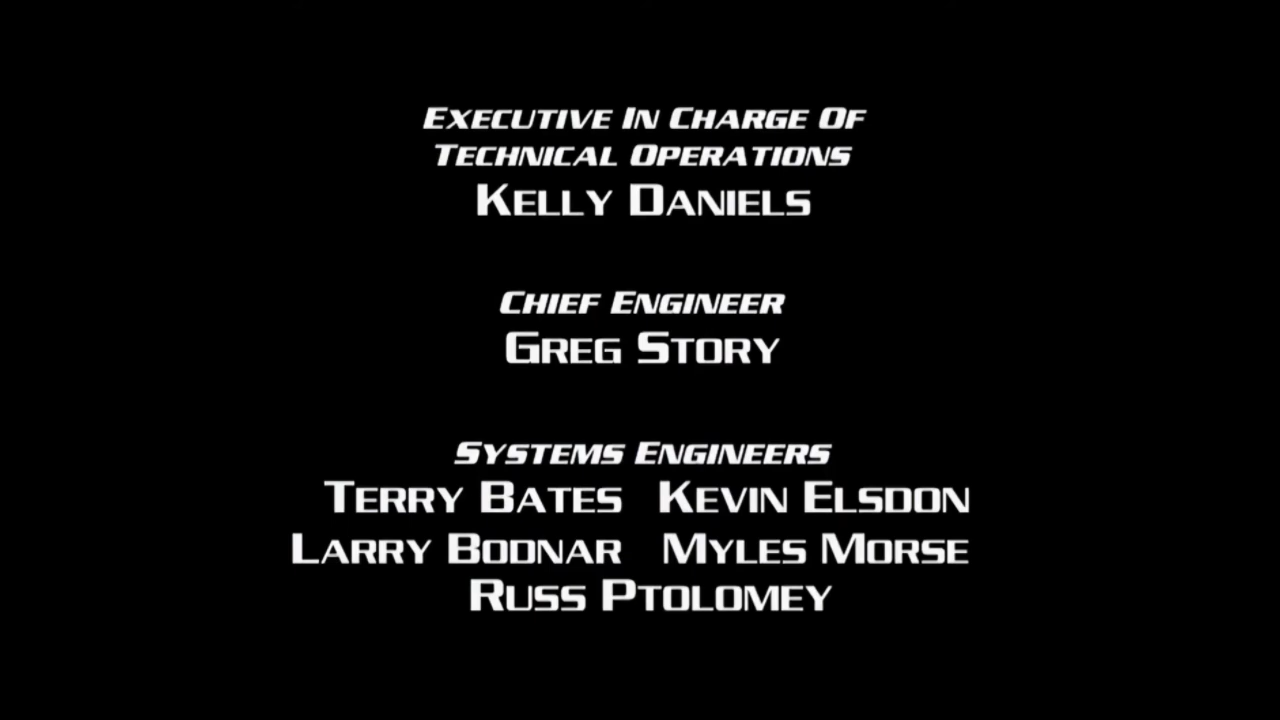 Executive In Charge Of
Technical Operations
Kelly Daniels
Chief Engineer
Greg Story
Systems Engineers
Terry Bates Kevin Elsdon
Larry Bodnar Myles Morse
Russ Ptolomey